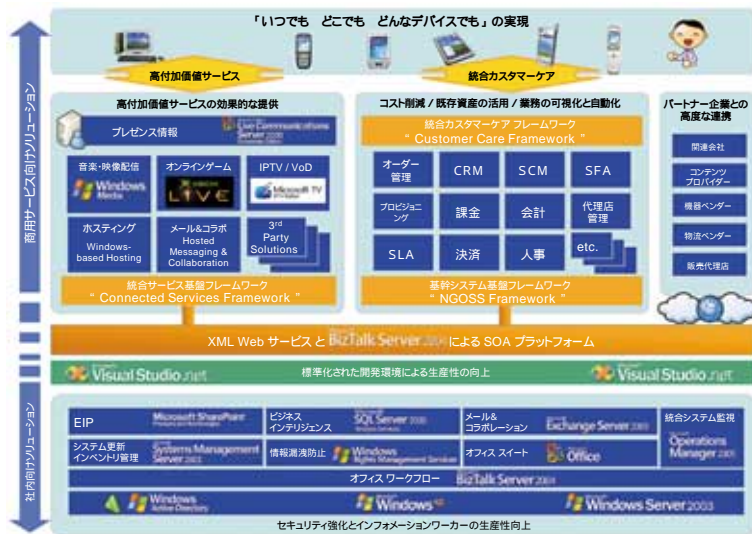 「いつでも どこでも どんなデバイスでも」の実現
高付加価値サービス
統合カスタマーケア
商用サービス向けソリューション
高付加価値サービスの効果的な提供
プレゼンス情報
Live Communications
Server 2005
音楽・映像配信
Windows
Media
オンラインゲーム
XBOX
LIVE
IPTV / VoD
Microsoft TV
ホスティング
Windows-
based Hosting
メール&コラボ
Hosted
Messaging &
Collaboration
3rd
Party
Solutions
統合サービス基盤フレームワーク
" Connected Services Framework "
コスト削減 / 既存資産の活用 / 業務の可視化と自動化
統合カスタマーケア フレームワーク
" Customer Care Framework "
オーダー
管理
CRM
SCM
SFA
プロビジョニ
ング
課金
会計
代理店
管理
SLA
決済
人事
etc.
基幹システム基盤フレームワーク
" NGOSS Framework "
パートナー企業との
高度な連携
関連会社
コンテンツ
プロバイダー
機器ベンダー
物流ベンダー
販売代理店
XML Web サービス と BizTalk Server 2004 による SOA プラットフォーム
Visual Studio .net
標準化された開発環境による生産性の向上
Visual Studio .net
社内向けソリューション
EIP
Microsoft SharePoint
Products and Technologies
ビジネス
インテリジェンス
SQL Server 2000
メール&
コラボレーション
Exchange Server 2003
統合システム監視
Operations
Manager 2005
システム更新
インベントリ管理
Systems Management
Server 2003
情報漏洩防止
Windows
Rights Management Services
オフィス スイート
Office
オフィス ワークフロー
BizTalk Server 2004
Windows
Active Directory
Windows XP
Windows Server 2003
セキュリティ強化とインフォメーションワーカーの生産性向上